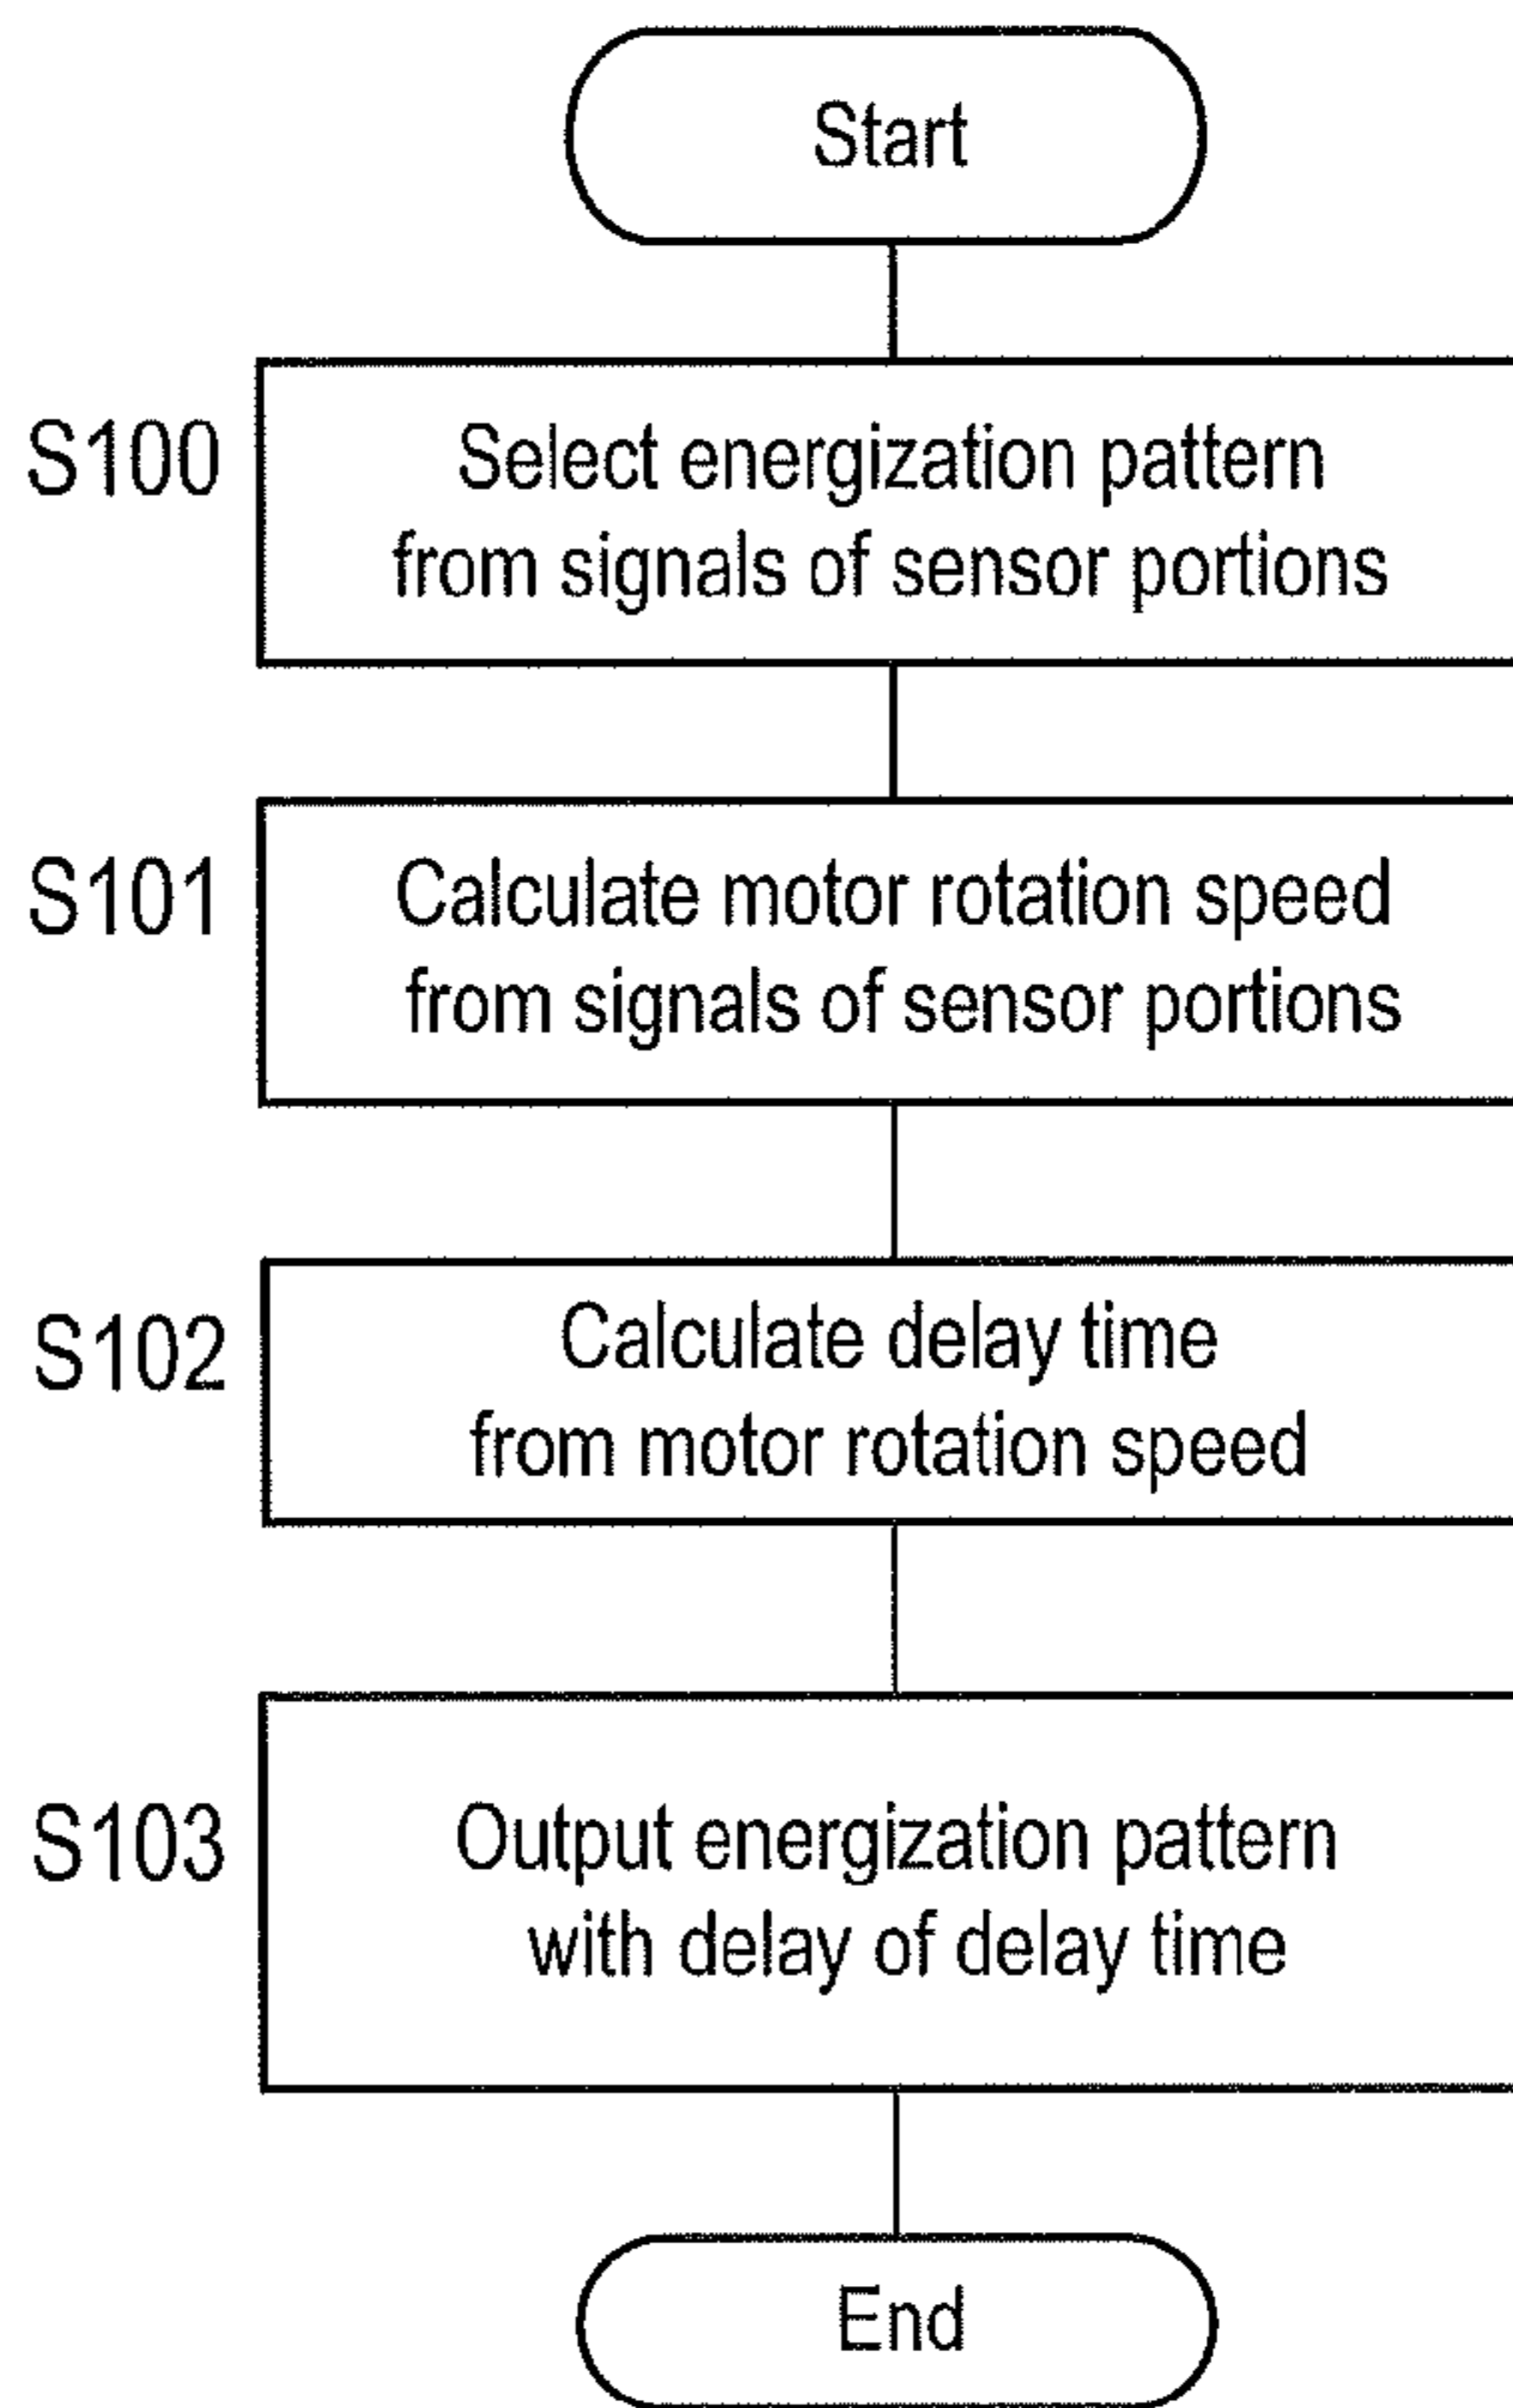 Start
S100
Select energization pattern
from signals of sensor portions
S101
Calculate motor rotation speed
from signals of sensor portions
S102
Calculate delay time
from motor rotation speed
S103
Output energization pattern
with delay of delay time
End